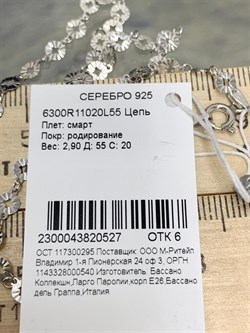 СЕРЕБРО 925
6300R11020L55 Цепь
Плет: смарт
Покр: родирование
Вес: 2,90 Д: 55 С: 20
2300043820527 ОТК 6
ОСТ 117300295 Поставщик: ООО М-Ритейл
Владимир 1-я Пионерская 24 оф 3, ОРГН
1143328000540 Изготовитель: Бассано
Коллекшн,Ларго Паролии,корп.Е26,Бассано
дель Граппа,Италия